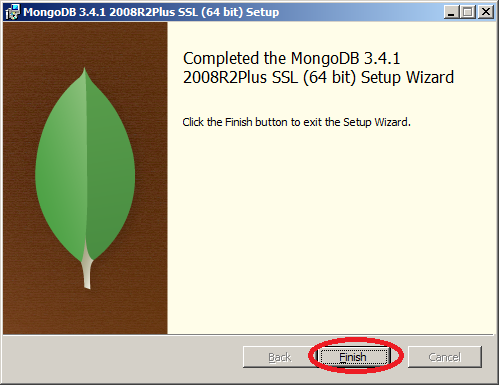 MongoDB 3.4.1 2008R2Plus SSL (64 bit) Setup
Completed the MongoDB 3.4.1
2008R2Plus SSL (64 bit) Setup Wizard
Click the Finish button to exit the Setup Wizard.
Back Finish Cancel